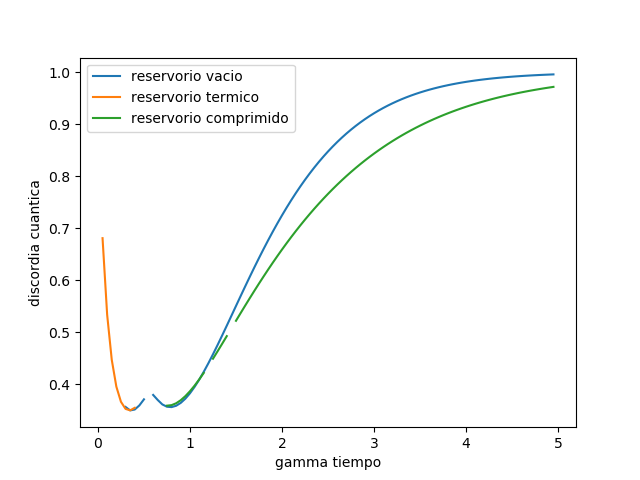 reservorio vacio
reservorio termico
reservorio comprimido
1.0
0.9
0.8
0.7
0.6
0.5
0.4
discordia cuantica
0 1 2 3 4 5
gamma tiempo